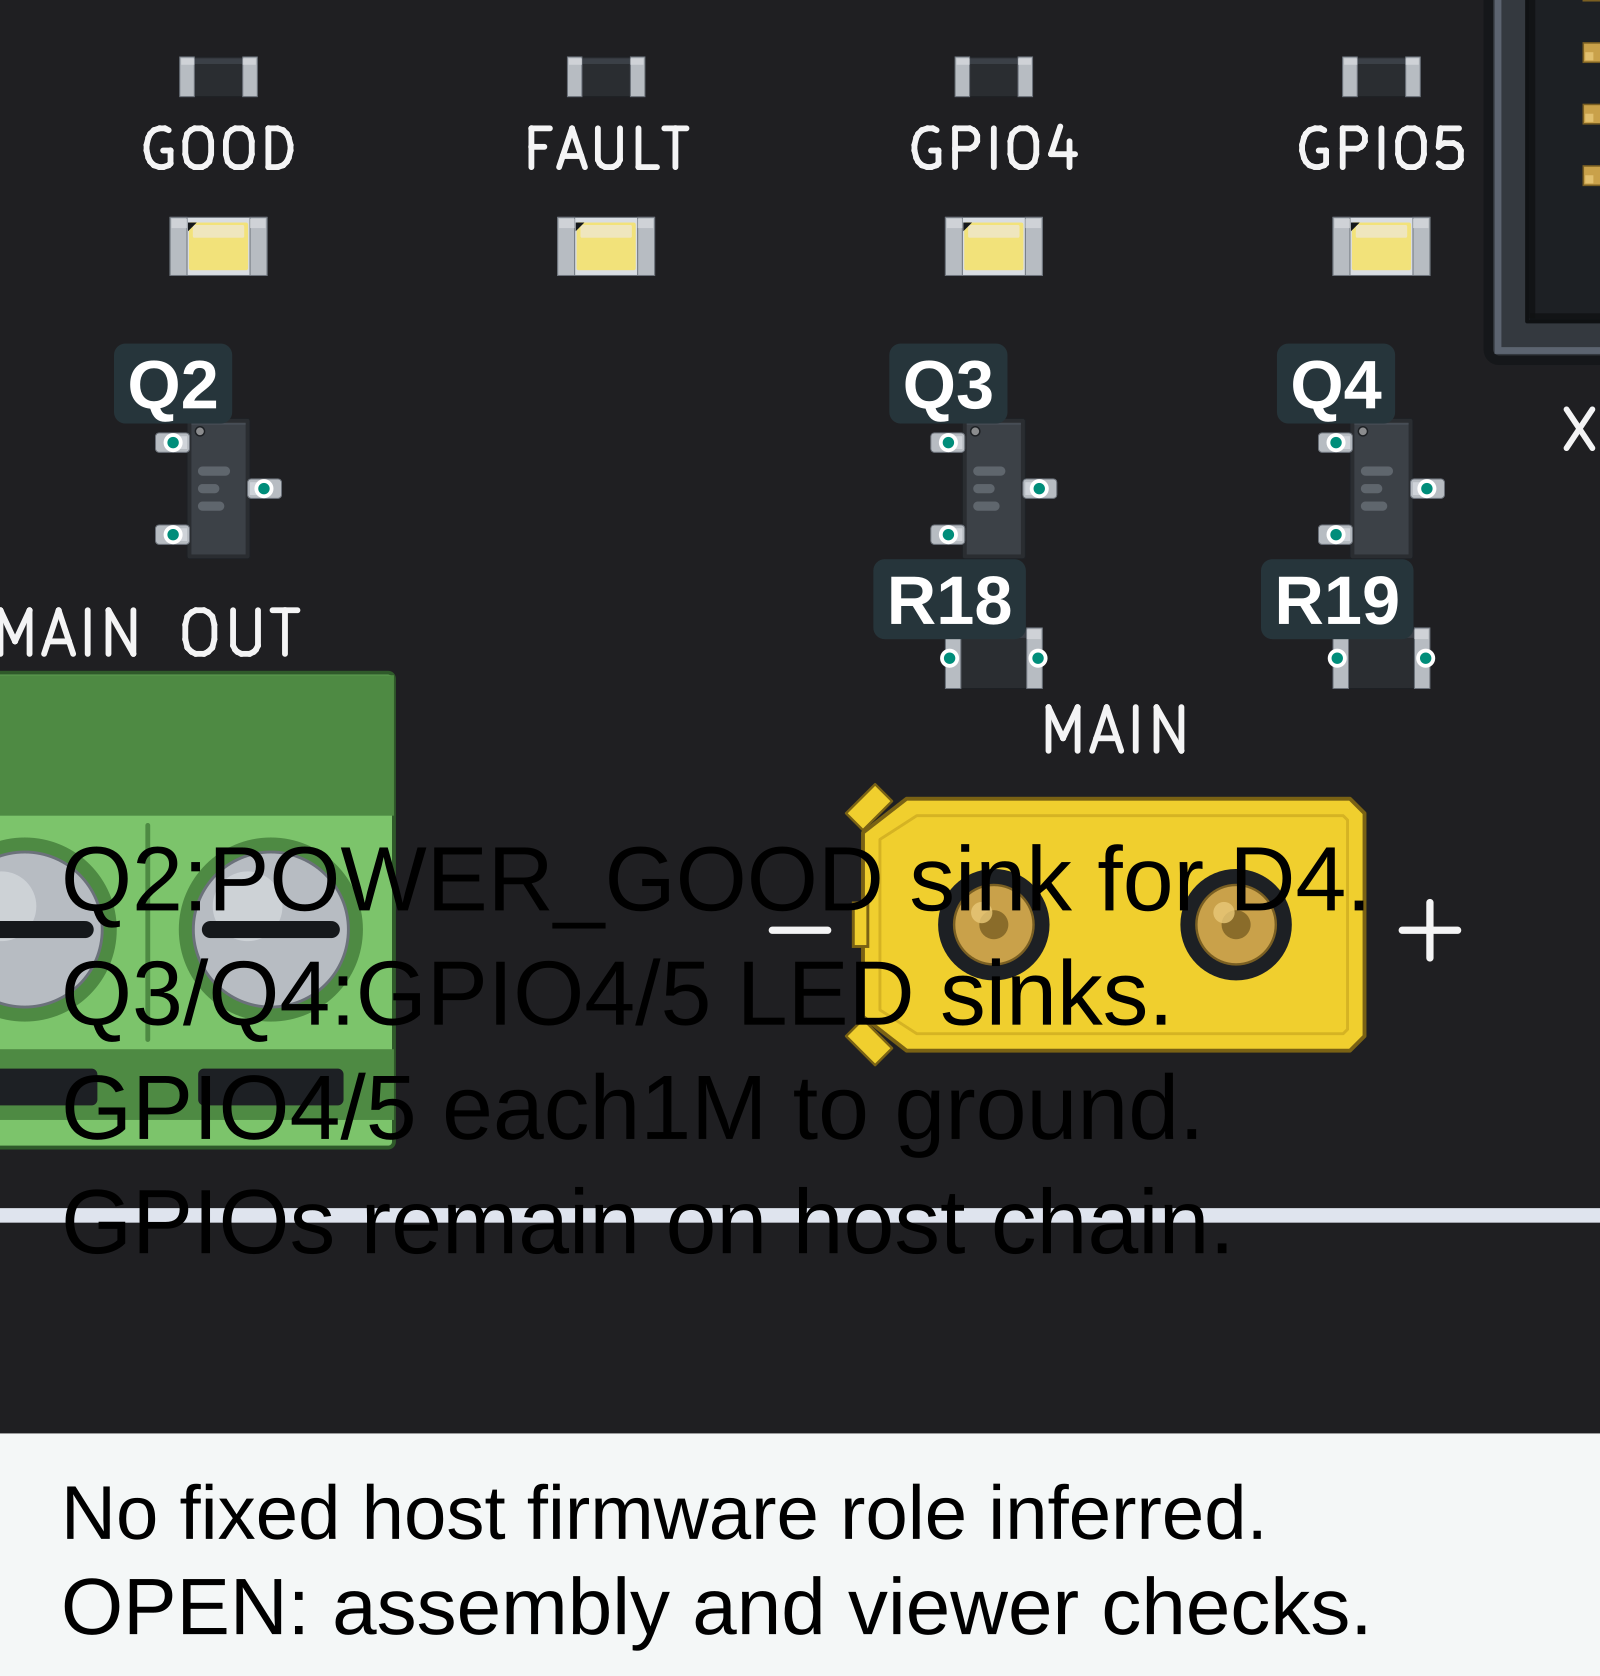 GOOD FAULT GPIO4 GPIO5
Q2 Q3 Q4
X
R18 R19
MAIN OUT
MAIN
Q2:POWER_GOOD sink for D4.
− +
Q3/Q4:GPIO4/5 LED sinks.
GPIO4/5 each1M to ground.
GPIOs remain on host chain.
No fixed host firmware role inferred.
OPEN: assembly and viewer checks.